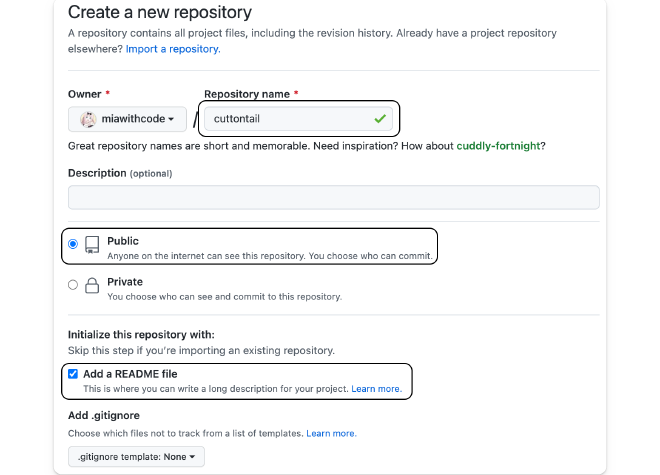 Create a new repository
A repository contains all project files, including the revision history. Already have a project repository
elsewhere? Import a repository.
Owner * Repository name *
miawithcode / cuttontail
Great repository names are short and memorable. Need inspiration? How about cuddly-fortnight?
Description (optional)
Public
Anyone on the internet can see this repository. You choose who can commit.
Private
You choose who can see and commit to this repository.
Initialize this repository with:
Skip this step if you're importing an existing repository.
Add a README file
This is where you can write a long description for your project. Learn more.
Add .gitignore
Choose which files not to track from a list of templates. Learn more.
.gitignore template: None